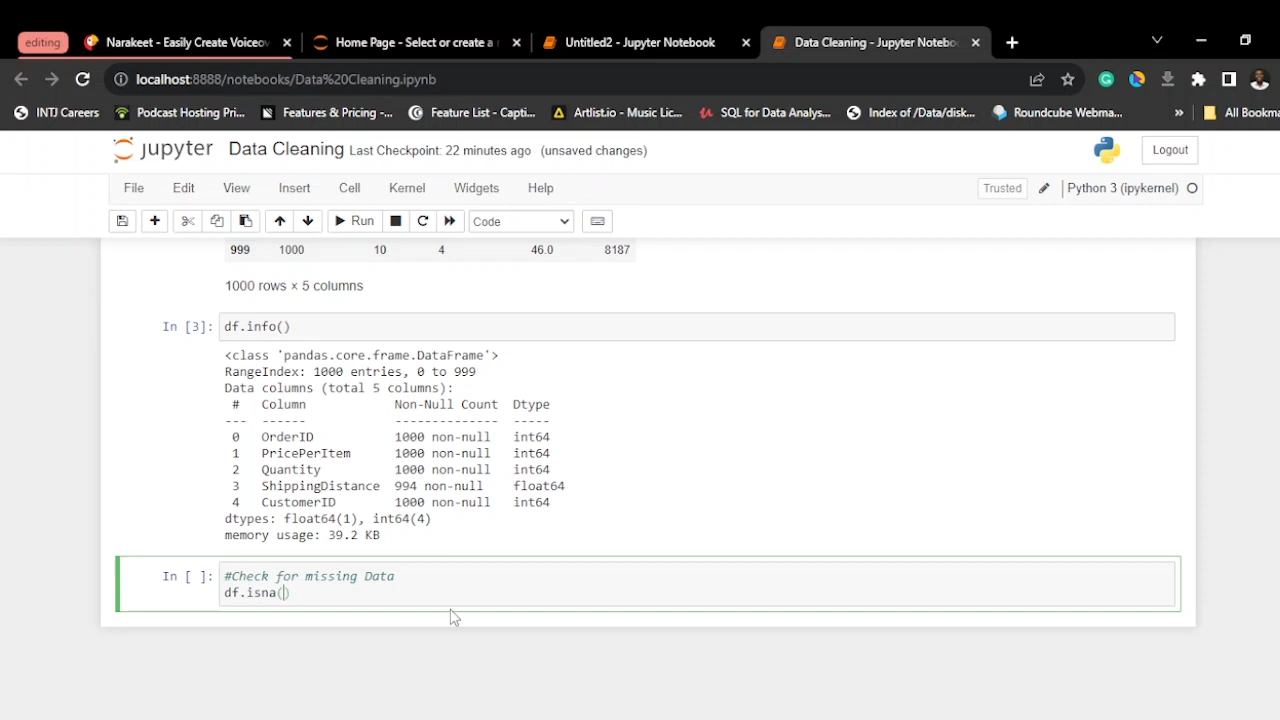 editing
Narakeet - Easily Create Voiceov
Home Page - Select or create a n
Untitled2 - Jupyter Notebook
Data Cleaning - Jupyter Notebook
localhost:8888/notebooks/Data%20Cleaning.ipynb
INTJ Careers
Podcast Hosting Pri...
Features & Pricing -...
Feature List - Capti...
Artlist.io - Music Lic...
SQL for Data Analys...
Index of /Data/disk...
Roundcube Webma...
»
All Bookma
jupyter Data Cleaning Last Checkpoint: 22 minutes ago (unsaved changes)
Logout
File Edit View Insert Cell Kernel Widgets Help
Trusted
Python 3 (ipykernel)
Run
Code
999 1000 10 4 46.0 8187
1000 rows × 5 columns
In [3]: df.info()
<class 'pandas.core.frame.DataFrame'>
RangeIndex: 1000 entries, 0 to 999
Data columns (total 5 columns):
# Column Non-Null Count Dtype
--- ------ -------------- -----
0 OrderID 1000 non-null int64
1 PricePerItem 1000 non-null int64
2 Quantity 1000 non-null int64
3 ShippingDistance 994 non-null float64
4 CustomerID 1000 non-null int64
dtypes: float64(1), int64(4)
memory usage: 39.2 KB
In [ ]: #Check for missing Data
df.isna()